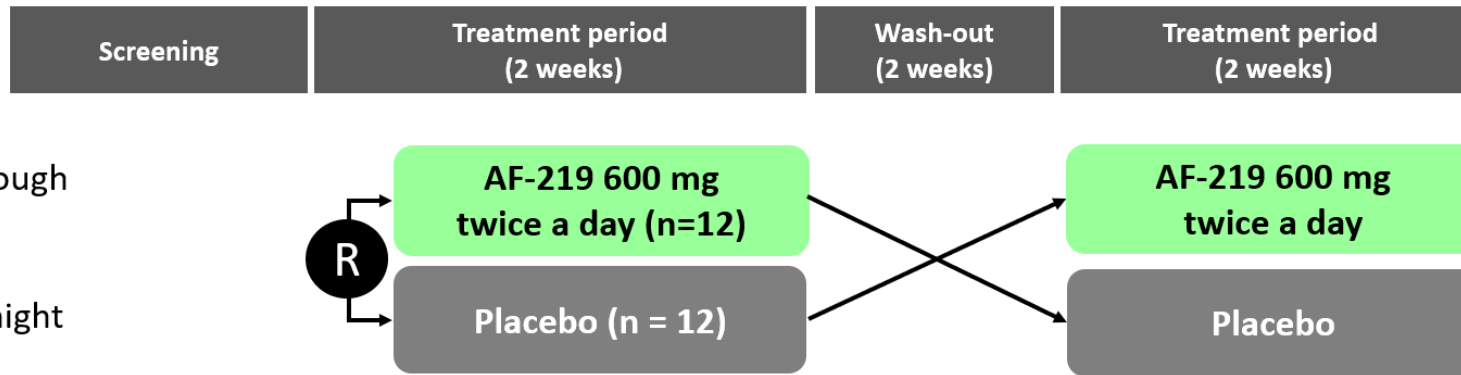 Screening
Treatment period
(2 weeks)
Wash-out
(2 weeks)
Treatment period
(2 weeks)
ough
R
AF-219 600 mg
twice a day (n=12)
AF-219 600 mg
twice a day
night
Placebo (n = 12)
Placebo